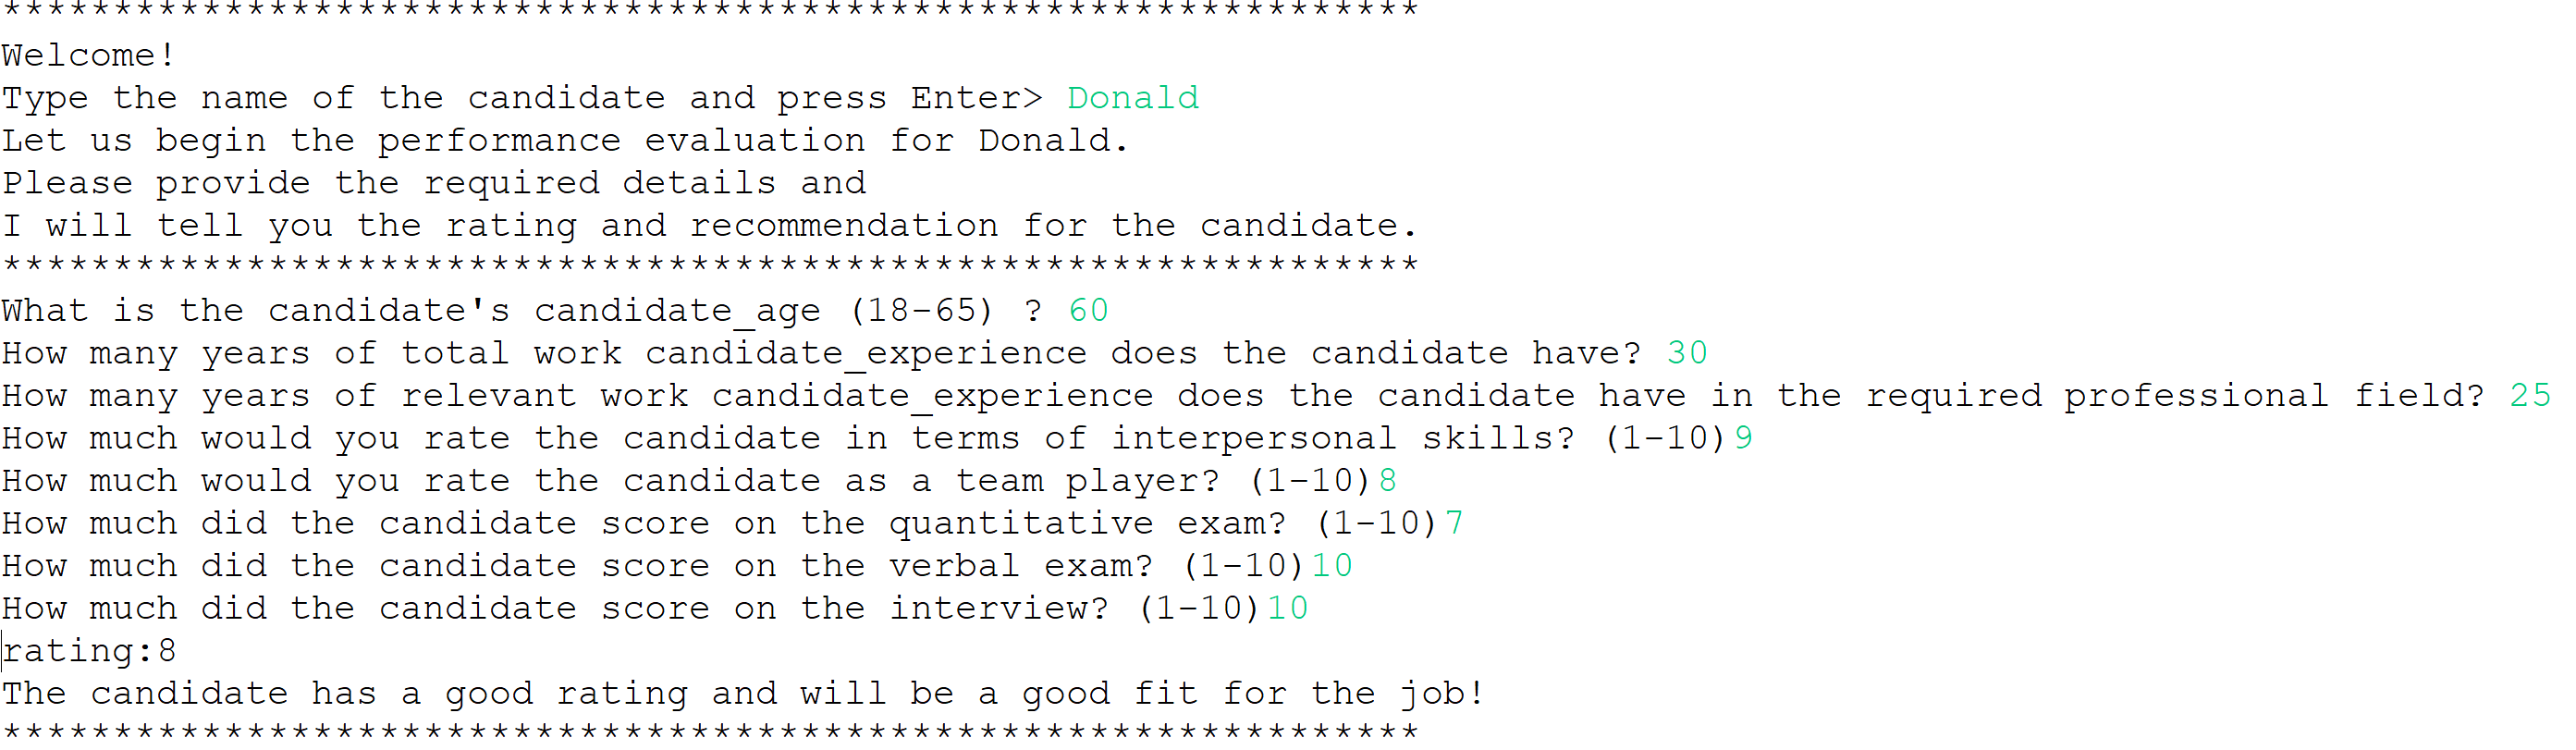 ****************************************************************
Welcome!
Type the name of the candidate and press Enter> Donald
Let us begin the performance evaluation for Donald.
Please provide the required details and
I will tell you the rating and recommendation for the candidate.
****************************************************************
What is the candidate's candidate_age (18-65) ? 60
How many years of total work candidate_experience does the candidate have? 30
How many years of relevant work candidate_experience does the candidate have in the required professional field? 25
How much would you rate the candidate in terms of interpersonal skills? (1-10)9
How much would you rate the candidate as a team player? (1-10)8
How much did the candidate score on the quantitative exam? (1-10)7
How much did the candidate score on the verbal exam? (1-10)10
How much did the candidate score on the interview? (1-10)10
rating:8
The candidate has a good rating and will be a good fit for the job!
****************************************************************